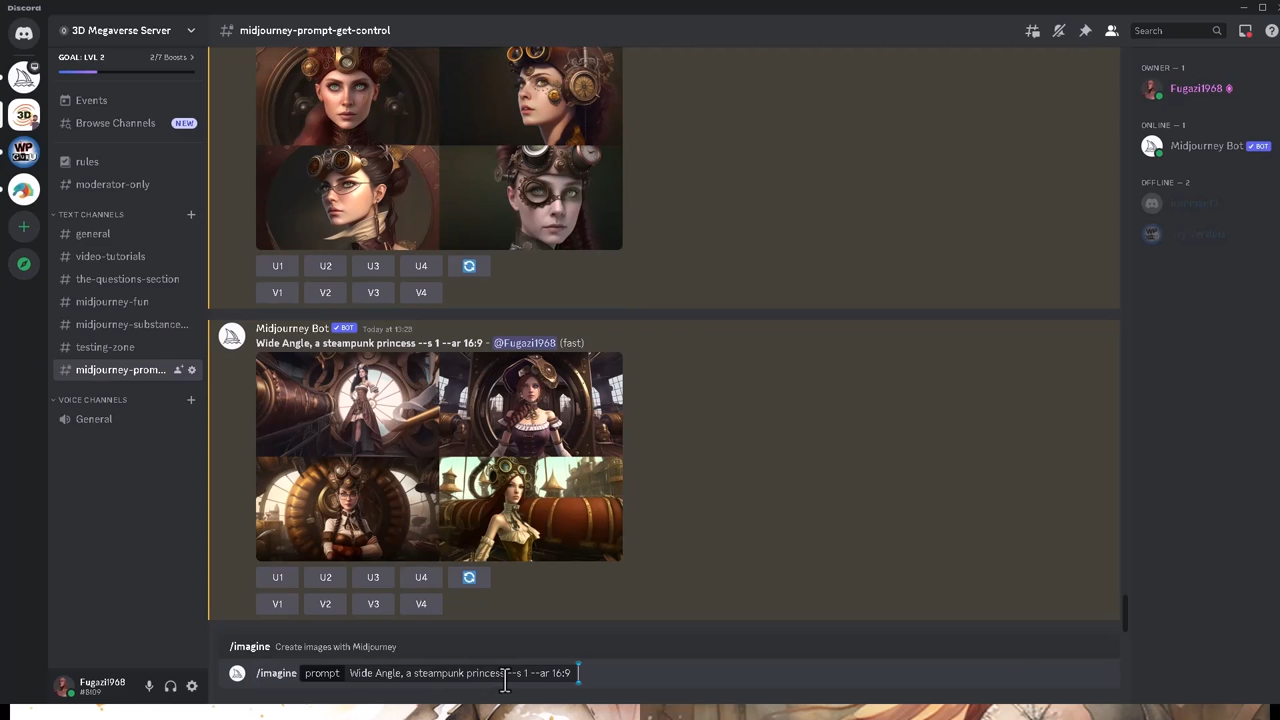 Discord
3D Megaverse Server
GOAL: LVL 2
2/7 Boosts >
Events
Browse Channels
NEW
rules
moderator-only
TEXT CHANNELS
general
video-tutorials
the-questions-section
midjourney-fun
midjourney-substance...
testing-zone
midjourney-prom...
VOICE CHANNELS
General
Fugazi1968
#8109
midjourney-prompt-get-control
Search
U1 U2 U3 U4
V1 V2 V3 V4
Midjourney Bot ✓ BOT Today at 13:28
Wide Angle, a steampunk princess --s 1 --ar 16:9 - @Fugazi1968 (fast)
U1 U2 U3 U4
V1 V2 V3 V4
/imagine Create images with Midjourney
/imagine prompt Wide Angle, a steampunk princess --s 1 --ar 16:9
OWNER — 1
Fugazi1968
ONLINE — 1
Midjourney Bot ✓ BOT
OFFLINE — 2
3D
WP GURU